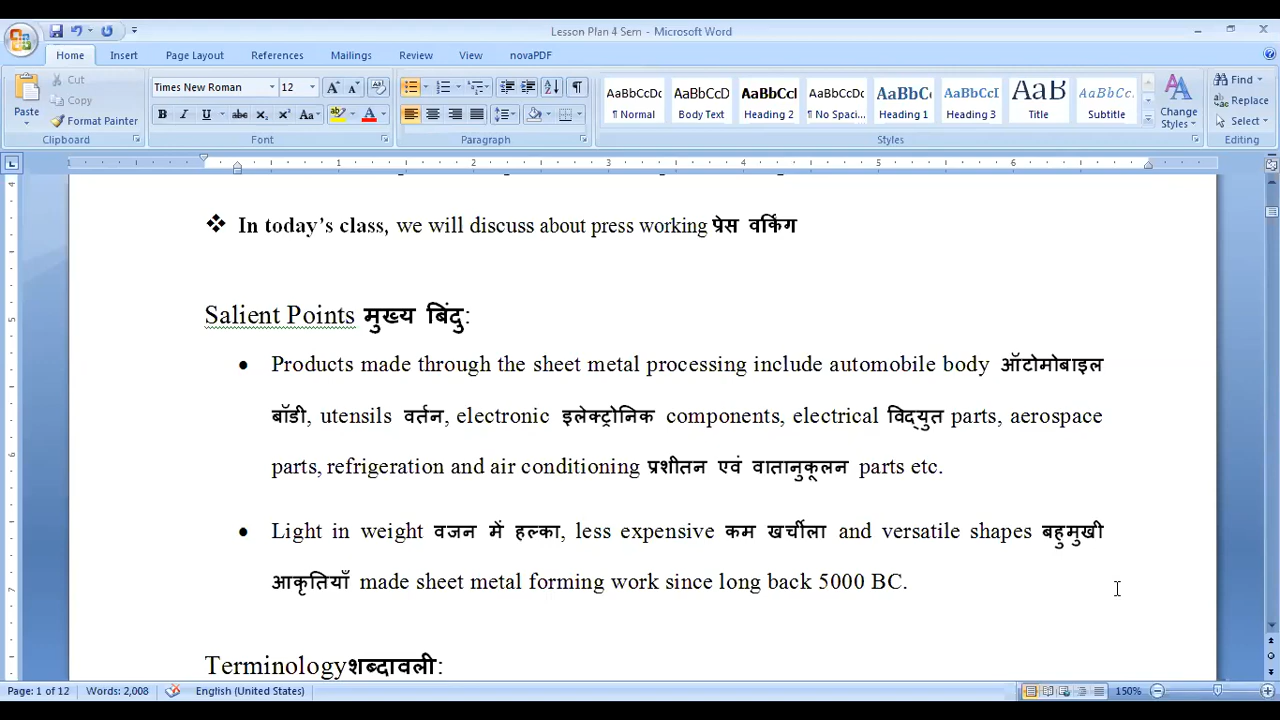 Lesson Plan 4 Sem - Microsoft Word
Home Insert Page Layout References Mailings Review View novaPDF
Paste Cut Copy Format Painter Clipboard
Times New Roman 12 Font
Paragraph
AaBbCcDc AaBbCcD AaBbCcI AaBbCcDc AaBbCc AaBbCcI AaB AaBbCc.
¶ Normal Body Text Heading 2 ¶ No Spaci... Heading 1 Heading 3 Title Subtitle
Change Styles Styles
Find Replace Select Editing
In today's class, we will discuss about press working प्रेस वर्किंग
Salient Points मुख्य बिंदु:
Products made through the sheet metal processing include automobile body ऑटोमोबाइल
बॉडी, utensils वर्तन, electronic इलेक्ट्रोनिक components, electrical विद्युत parts, aerospace
parts, refrigeration and air conditioning प्रशीतन एवं वातानुकूलन parts etc.
Light in weight वजन में हल्का, less expensive कम खर्चीला and versatile shapes बहुमुखी
आकृतियाँ made sheet metal forming work since long back 5000 BC.
Terminologyशब्दावली:
Page: 1 of 12 Words: 2,008 English (United States) 150%